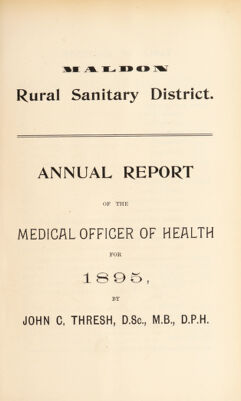 MALDON
Rural Sanitary District.
ANNUAL REPORT
OF THE
MEDICAL OFFICER OF HEALTH
FOR
1895,
BY
JOHN C. THRESH, D.Sc., M.B., D.P.H.